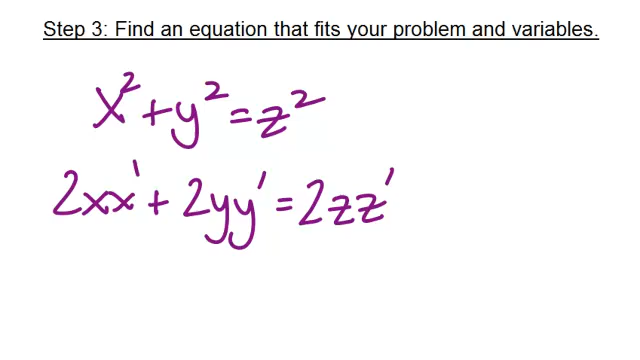 Step 3: Find an equation that fits your problem and variables.
x² + y² = z²
2xx' + 2yy' = 2zz'